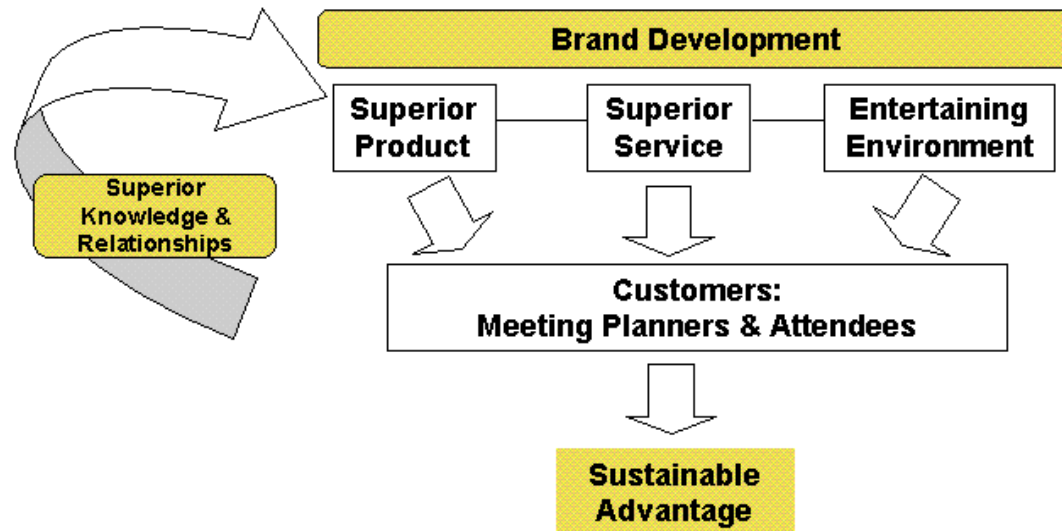 Brand Development
Superior
Product
Superior
Service
Entertaining
Environment
Superior
Knowledge &
Relationships
Customers:
Meeting Planners & Attendees
Sustainable
Advantage